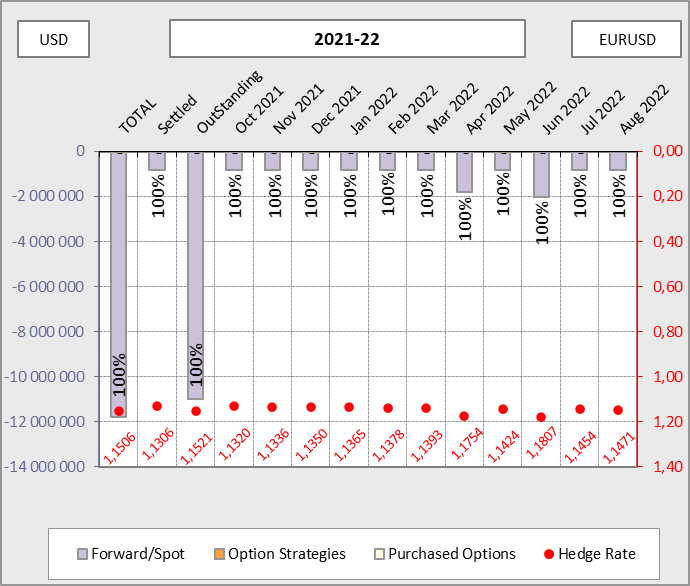 USD
2021-22
EURUSD
TOTAL
Settled
OutStanding
Oct 2021
Nov 2021
Dec 2021
Jan 2022
Feb 2022
Mar 2022
Apr 2022
May 2022
Jun 2022
Jul 2022
Aug 2022
0
-2 000 000
-4 000 000
-6 000 000
-8 000 000
-10 000 000
-12 000 000
-14 000 000
0,00
0,20
0,40
0,60
0,80
1,00
1,20
1,40
100%
100%
100%
100%
100%
100%
100%
100%
100%
100%
100%
100%
100%
100%
1,1506
1,1306
1,1521
1,1320
1,1336
1,1350
1,1365
1,1378
1,1393
1,1754
1,1424
1,1807
1,1454
1,1471
Forward/Spot Option Strategies Purchased Options Hedge Rate